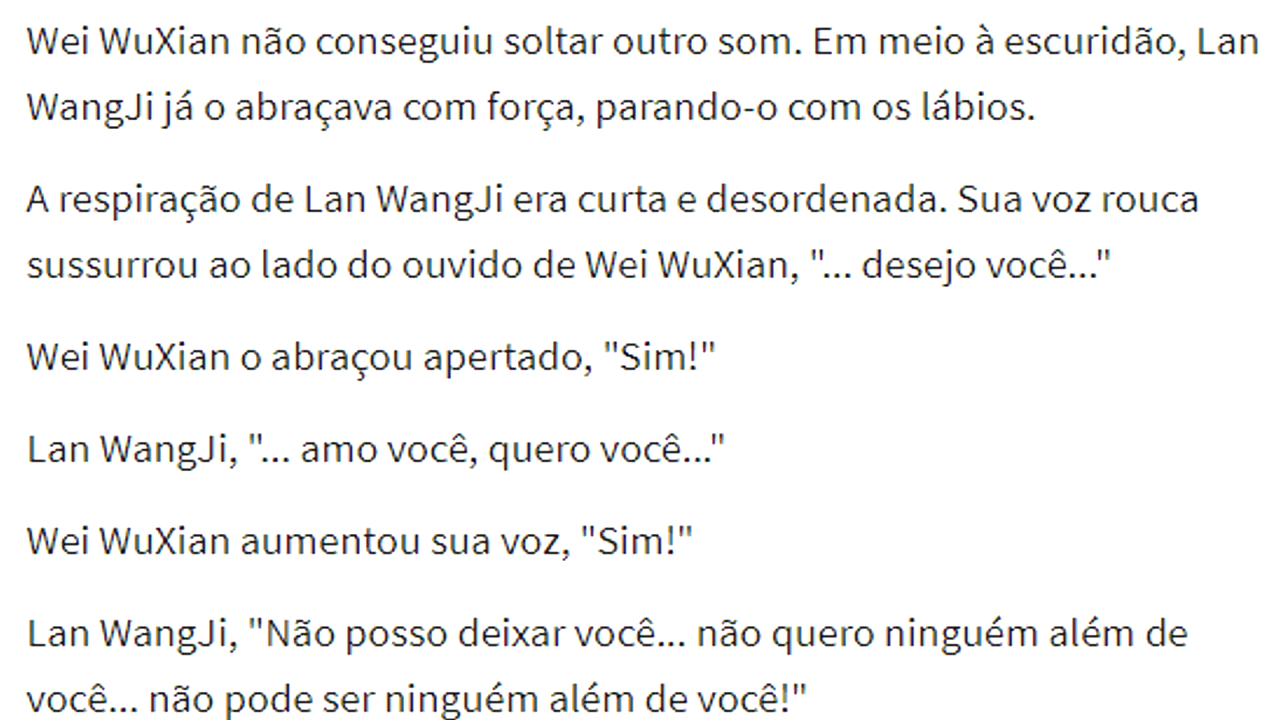 Wei WuXian não conseguiu soltar outro som. Em meio à escuridão, Lan
WangJi já o abraçava com força, parando-o com os lábios.
A respiração de Lan WangJi era curta e desordenada. Sua voz rouca
sussurrou ao lado do ouvido de Wei WuXian, "... desejo você..."
Wei WuXian o abraçou apertado, "Sim!"
Lan WangJi, "... amo você, quero você..."
Wei WuXian aumentou sua voz, "Sim!"
Lan WangJi, "Não posso deixar você... não quero ninguém além de
você... não pode ser ninguém além de você!"